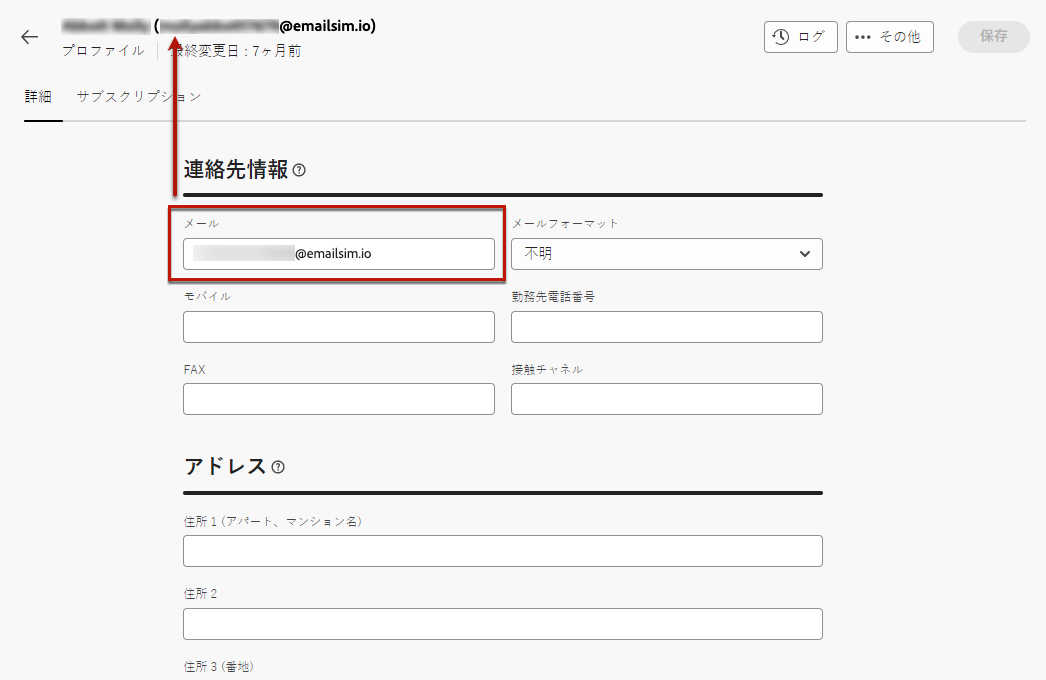 (@emailsim.io)
プロファイル 最終変更日 : 7ヶ月前
ログ
••• その他
保存
詳細 サブスクリプション
連絡先情報
メール メールフォーマット
@emailsim.io 不明
モバイル 勤務先電話番号
FAX 接触チャネル
アドレス
住所 1 (アパート、マンション名)
住所 2
住所 3 (番地)